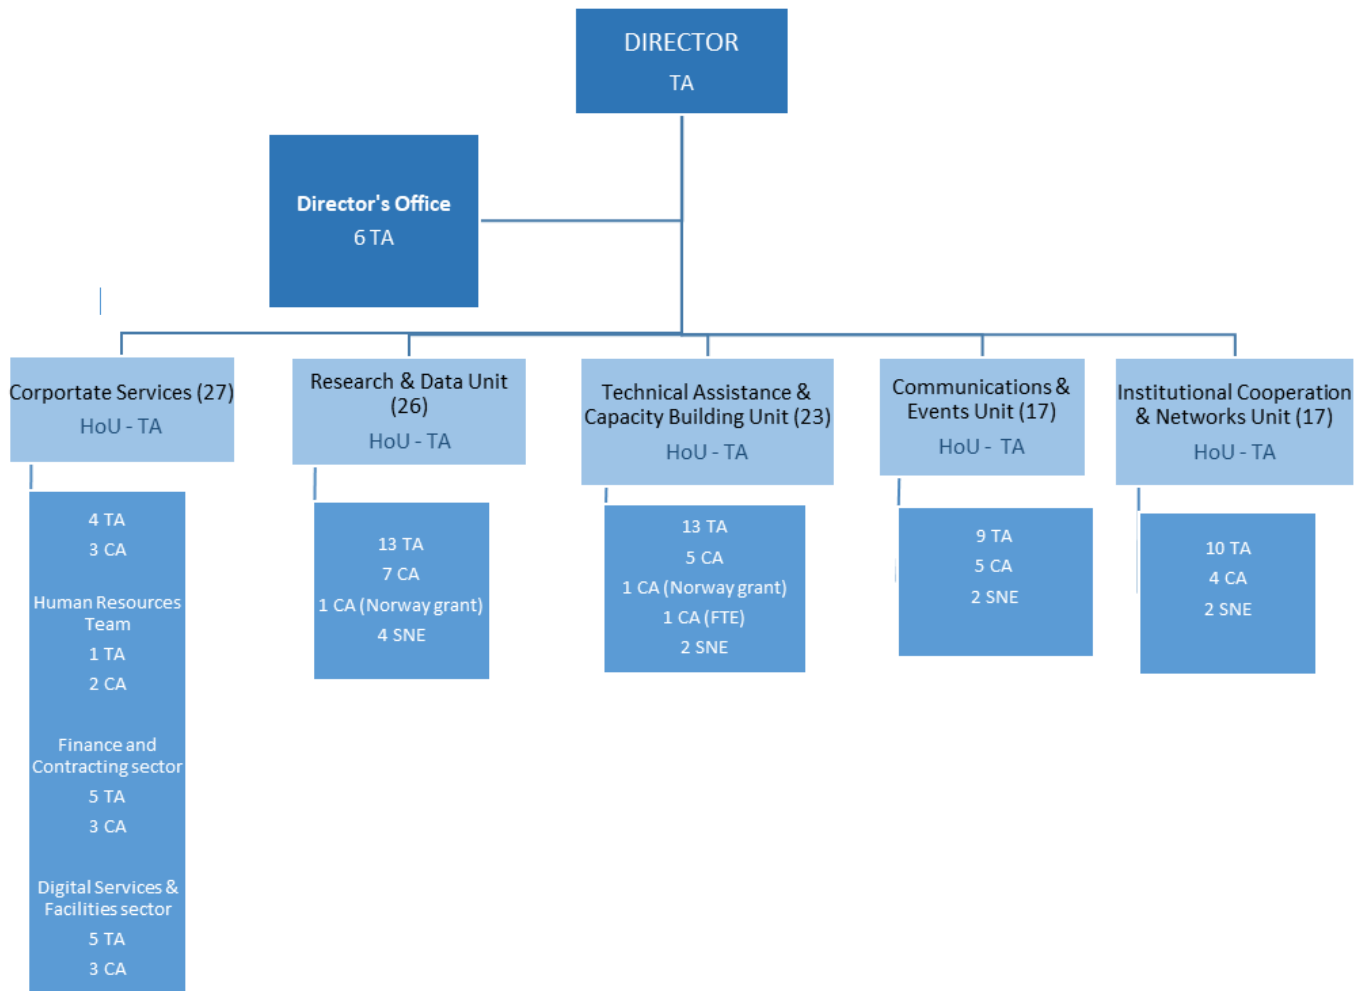 DIRECTOR
TA
Director's Office
6 TA
Corportate Services (27)
HoU - TA
4 TA
3 CA
Human Resources
Team
1 TA
2 CA
Finance and
Contracting sector
5 TA
3 CA
Digital Services &
Facilities sector
5 TA
3 CA
Research & Data Unit
(26)
HoU - TA
13 TA
7 CA
1 CA (Norway grant)
4 SNE
Technical Assistance &
Capacity Building Unit (23)
HoU - TA
13 TA
5 CA
1 CA (Norway grant)
1 CA (FTE)
2 SNE
Communications &
Events Unit (17)
HoU - TA
9 TA
5 CA
2 SNE
Institutional Cooperation
& Networks Unit (17)
HoU - TA
10 TA
4 CA
2 SNE